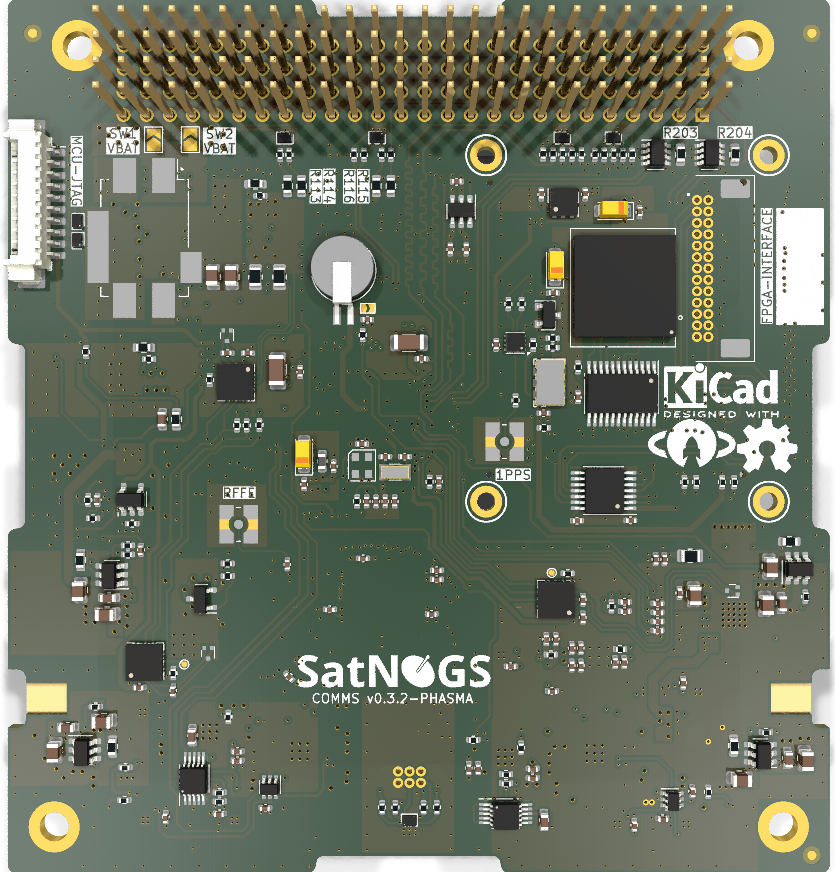 SW1
VBAT
SW2
VBAT
R203
R204
MCU-JTAG
R113
R114
R116
R115
FPGA-INTERFACE
KiCad
DESIGNED WITH
1PPS
RFFE
SatNOGS
COMMS v0.3.2-PHASMA